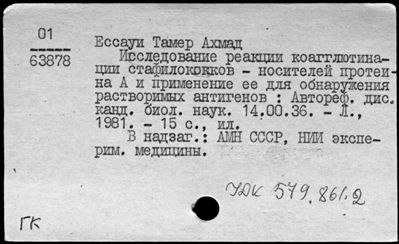 01
63878
Ессауи Тамер Ахмад
Исследование реакции коагглютина-
ции стафилококков - носителей протеи-
на А и применение ее для обнаружения
растворимых антигенов : Автореф. дис.
канд. биол. наук. 14.00.36. - Л.,
1981. - 15 с., ил.
В надзаг.: АМН СССР, НИИ экспе-
рим. медицины.
УДК 579.861.2
ГК